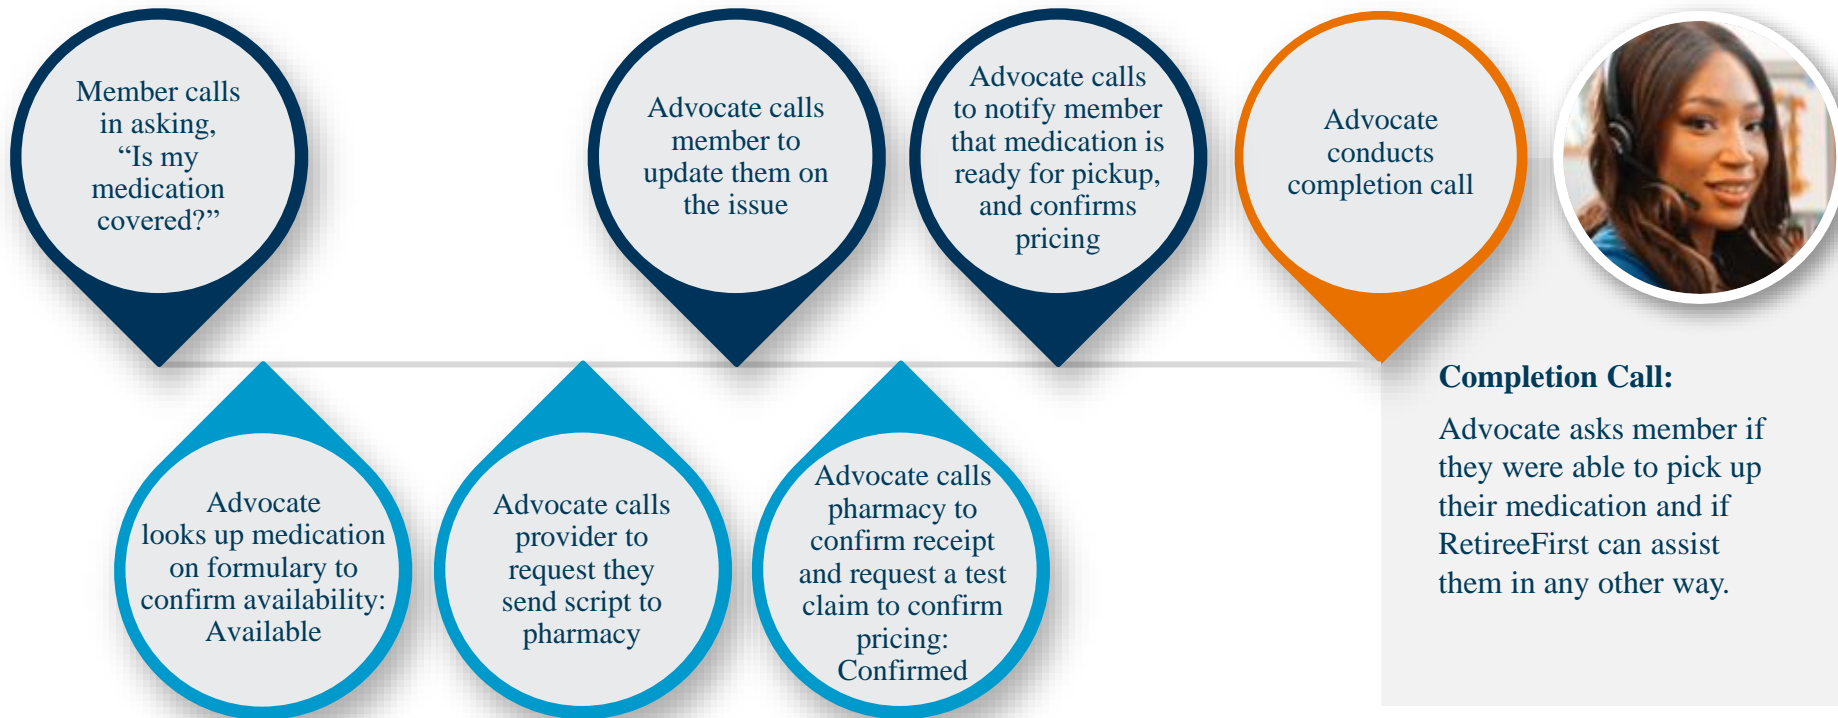 Member calls
in asking,
“Is my
medication
covered?”
Advocate
looks up medication
on formulary to
confirm availability:
Available
Advocate calls
provider to
request they
send script to
pharmacy
Advocate calls
member to
update them on
the issue
Advocate calls
pharmacy to
confirm receipt
and request a test
claim to confirm
pricing:
Confirmed
Advocate calls
to notify member
that medication is
ready for pickup,
and confirms
pricing
Advocate
conducts
completion call
Completion Call:
Advocate asks member if
they were able to pick up
their medication and if
RetireeFirst can assist
them in any other way.